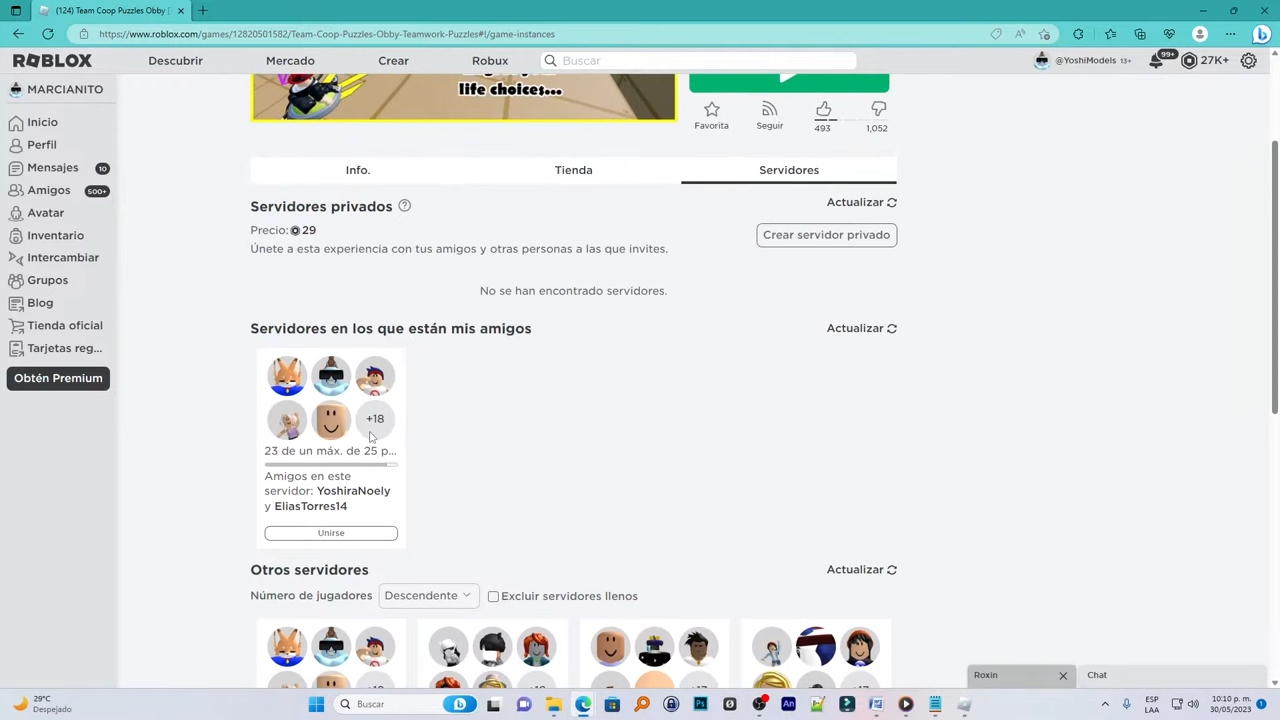 (124) Team Coop Puzzles Obby [
https://www.roblox.com/games/12820501582/Team-Coop-Puzzles-Obby-Teamwork-Puzzles#!/game-instances
ROBLOX
Descubrir
Mercado
Crear
Robux
Buscar
@YoshiModels 13+
99+
27K+
MARCIANITO
Inicio
Perfil
Mensajes 10
Amigos 500+
Avatar
Inventario
Intercambiar
Grupos
Blog
Tienda oficial
Tarjetas reg...
Obtén Premium
life choices...
Favorita
Seguir
493
1,052
Info.
Tienda
Servidores
Servidores privados
Actualizar
Precio: 29
Crear servidor privado
Únete a esta experiencia con tus amigos y otras personas a las que invites.
No se han encontrado servidores.
Servidores en los que están mis amigos
Actualizar
+18
23 de un máx. de 25 p...
Amigos en este
servidor: YoshiraNoely
y EliasTorres14
Unirse
Otros servidores
Actualizar
Número de jugadores
Descendente
Excluir servidores llenos
Roxin
Chat
29°C
Despejado
Buscar
ESP
LAA
10:10 p. m.
30/05/2023